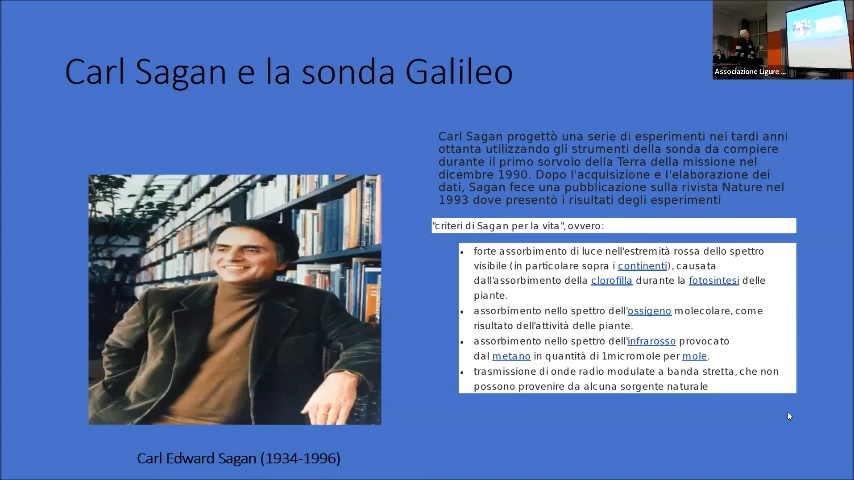 Carl Sagan e la sonda Galileo
Associazione Ligure ...
Carl Sagan progettò una serie di esperimenti nei tardi anni
ottanta utilizzando gli strumenti della sonda da compiere
durante il primo sorvolo della Terra della missione nel
dicembre 1990. Dopo l'acquisizione e l'elaborazione dei
dati, Sagan fece una pubblicazione sulla rivista Nature nel
1993 dove presentò i risultati degli esperimenti
"criteri di Sagan per la vita", ovvero:
• forte assorbimento di luce nell'estremità rossa dello spettro
visibile (in particolare sopra i continenti), causata
dall'assorbimento della clorofilla durante la fotosintesi delle
piante.
• assorbimento nello spettro dell'ossigeno molecolare, come
risultato dell'attività delle piante.
• assorbimento nello spettro dell'infrarosso provocato
dal metano in quantità di 1micromole per mole.
• trasmissione di onde radio modulate a banda stretta, che non
possono provenire da alcuna sorgente naturale
Carl Edward Sagan (1934-1996)